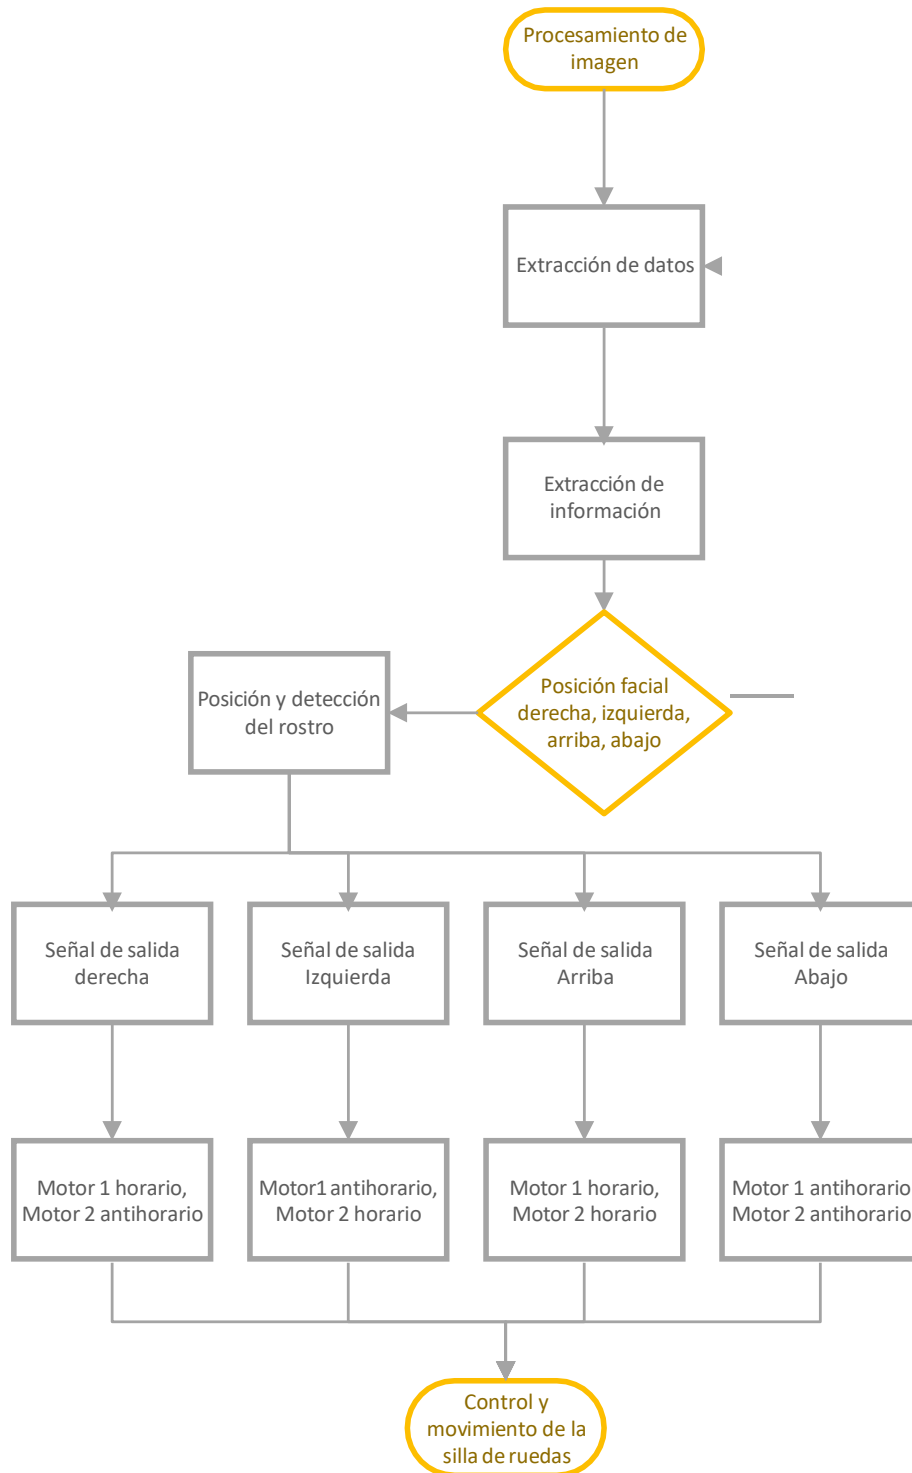 Procesamiento de
imagen
Extracción de datos
Extracción de
información
Posición facial
derecha, izquierda,
arriba, abajo
Posición y detección
del rostro
Señal de salida
derecha
Señal de salida
Izquierda
Señal de salida
Arriba
Señal de salida
Abajo
Motor 1 horario,
Motor 2 antihorario
Motor1 antihorario,
Motor 2 horario
Motor 1 horario,
Motor 2 horario
Motor 1 antihorario
Motor 2 antihorario
Control y
movimiento de la
silla de ruedas